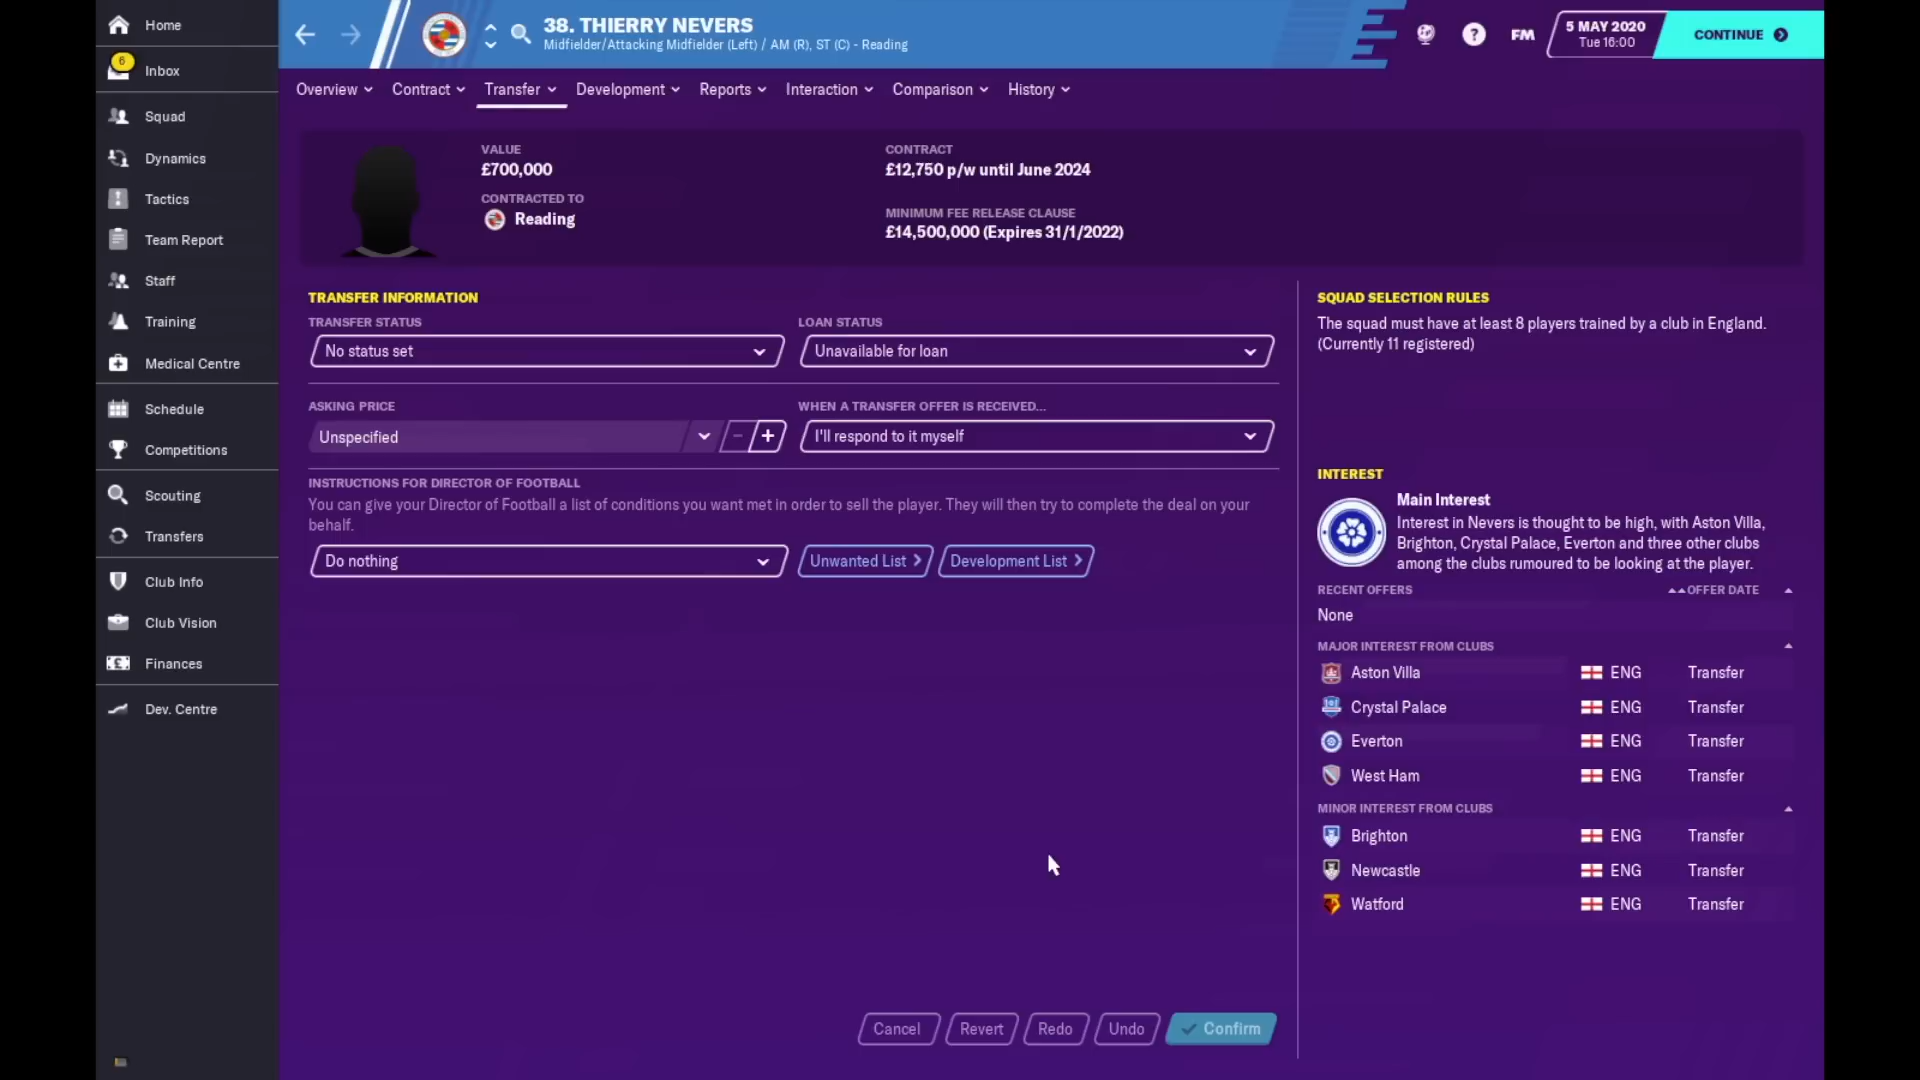 Home
6
Inbox
Squad
Dynamics
Tactics
Team Report
Staff
Training
Medical Centre
Schedule
Competitions
Scouting
Transfers
Club Info
Club Vision
Finances
Dev. Centre
38. THIERRY NEVERS
Midfielder/Attacking Midfielder (Left) / AM (R), ST (C) - Reading
?
FM
5 MAY 2020
Tue 16:00
CONTINUE
Overview Contract Transfer Development Reports Interaction Comparison History
VALUE
£700,000
CONTRACTED TO
Reading
CONTRACT
£12,750 p/w until June 2024
MINIMUM FEE RELEASE CLAUSE
£14,500,000 (Expires 31/1/2022)
TRANSFER INFORMATION
TRANSFER STATUS
No status set
LOAN STATUS
Unavailable for loan
ASKING PRICE
Unspecified
- +
WHEN A TRANSFER OFFER IS RECEIVED...
I'll respond to it myself
INSTRUCTIONS FOR DIRECTOR OF FOOTBALL
You can give your Director of Football a list of conditions you want met in order to sell the player. They will then try to complete the deal on your
behalf.
Do nothing
Unwanted List
Development List
Cancel Revert Redo Undo Confirm
SQUAD SELECTION RULES
The squad must have at least 8 players trained by a club in England.
(Currently 11 registered)
INTEREST
Main Interest
Interest in Nevers is thought to be high, with Aston Villa,
Brighton, Crystal Palace, Everton and three other clubs
among the clubs rumoured to be looking at the player.
RECENT OFFERS OFFER DATE
None
MAJOR INTEREST FROM CLUBS
Aston Villa ENG Transfer
Crystal Palace ENG Transfer
Everton ENG Transfer
West Ham ENG Transfer
MINOR INTEREST FROM CLUBS
Brighton ENG Transfer
Newcastle ENG Transfer
Watford ENG Transfer